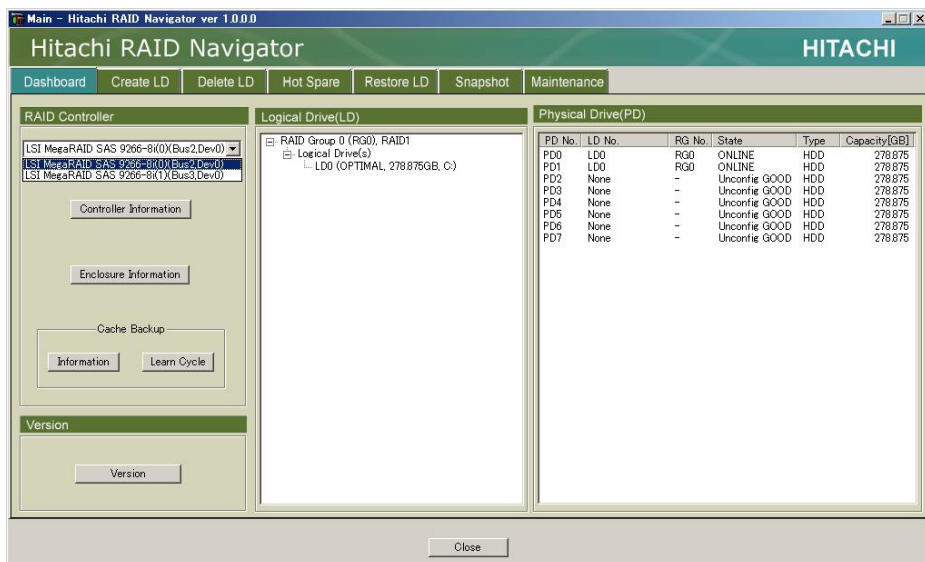 Main - Hitachi RAID Navigator ver 1.0.0.0
Hitachi RAID Navigator
HITACHI
Dashboard Create LD Delete LD Hot Spare Restore LD Snapshot Maintenance
RAID Controller
LSI MegaRAID SAS 9266-8i(0)(Bus2,Dev0)
LSI MegaRAID SAS 9266-8i(0)(Bus2,Dev0)
LSI MegaRAID SAS 9266-8i(1)(Bus3,Dev0)
Controller Information
Enclosure Information
Cache Backup
Information Learn Cycle
Version
Version
Logical Drive(LD)
RAID Group 0 (RG0), RAID1
Logical Drive(s)
LD0 (OPTIMAL, 278.875GB, C:)
Physical Drive(PD)
PD No. LD No. RG No. State Type Capacity[GB]
PD0 LD0 RG0 ONLINE HDD 278.875
PD1 LD0 RG0 ONLINE HDD 278.875
PD2 None - Unconfig GOOD HDD 278.875
PD3 None - Unconfig GOOD HDD 278.875
PD4 None - Unconfig GOOD HDD 278.875
PD5 None - Unconfig GOOD HDD 278.875
PD6 None - Unconfig GOOD HDD 278.875
PD7 None - Unconfig GOOD HDD 278.875
Close